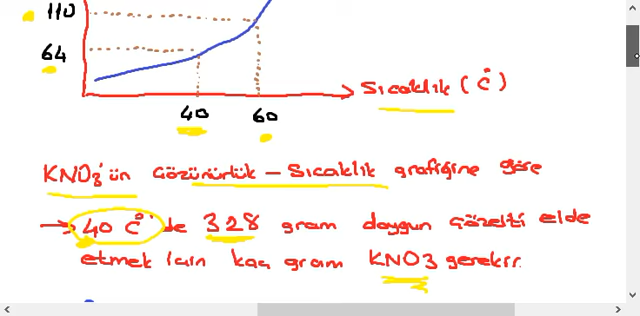 110
64
Sıcaklık (C°)
40 60
KNO3'ün Çözünürlük - Sıcaklık grafiğine göre
→ 40 C° de 328 gram doygun çözelti elde
etmek için kaç gram KNO3 gerekir.